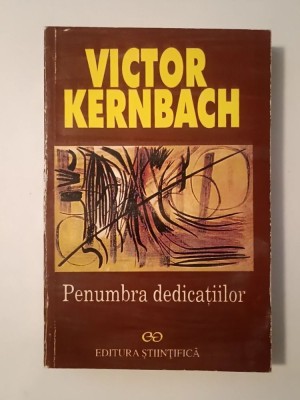 VICTOR
KERNBACH
Penumbra dedicațiilor
EDITURA ȘTIINȚIFICĂ